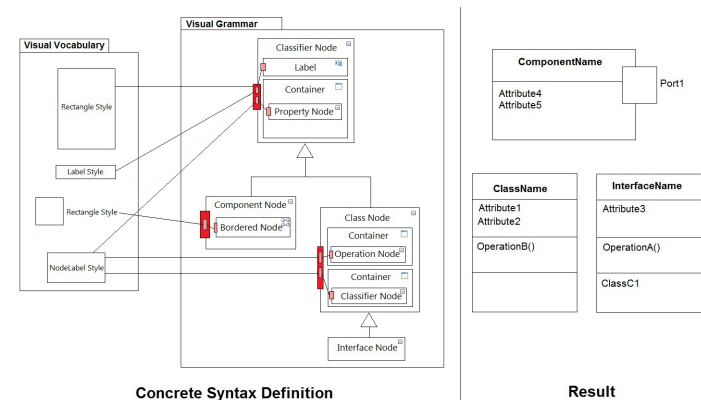 Visual Grammar
Visual Vocabulary
Classifier Node
Label
Container
Property Node
Rectangle Style
Label Style
Rectangle Style
NodeLabel Style
Component Node
Bordered Node
Class Node
Container
Operation Node
Container
Classifier Node
Interface Node
Concrete Syntax Definition
ComponentName
Attribute4
Attribute5
Port1
ClassName
Attribute1
Attribute2
OperationB()
InterfaceName
Attribute3
OperationA()
ClassC1
Result